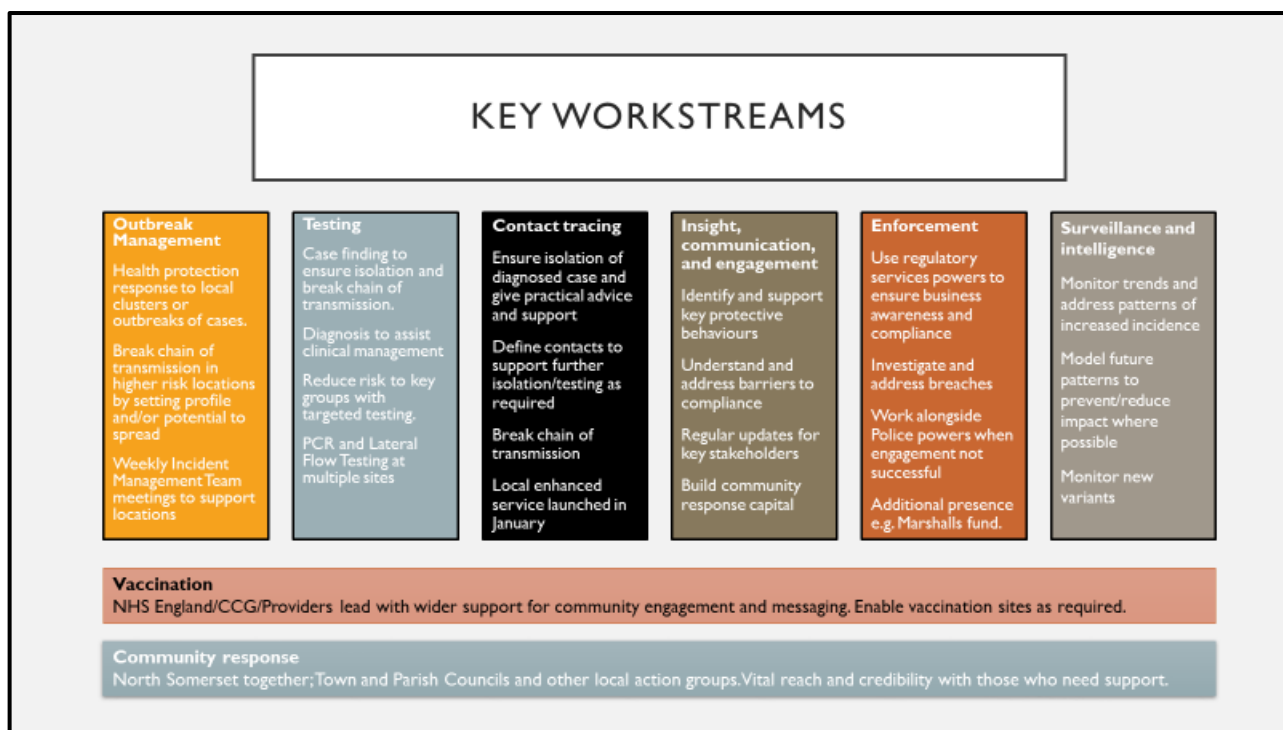 KEY WORKSTREAMS
Outbreak
Management
Health protection
response to local
clusters or
outbreaks of cases.
Break chain of
transmission in
higher risk locations
by setting profile
and/or potential to
spread
Weekly Incident
Management Team
meetings to support
locations
Testing
Case finding to
ensure isolation and
break chain of
transmission.
Diagnosis to assist
clinical management
Reduce risk to key
groups with
targeted testing.
PCR and Lateral
Flow Testing at
multiple sites
Contact tracing
Ensure isolation of
diagnosed case and
give practical advice
and support
Define contacts to
support further
isolation/testing as
required
Break chain of
transmission
Local enhanced
service launched in
January
Insight,
communication,
and engagement
Identify and support
key protective
behaviours
Understand and
address barriers to
compliance
Regular updates for
key stakeholders
Build community
response capital
Enforcement
Use regulatory
services powers to
ensure business
awareness and
compliance
Investigate and
address breaches
Work alongside
Police powers when
engagement not
successful
Additional presence
e.g. Marshalls fund.
Surveillance and
intelligence
Monitor trends and
address patterns of
increased incidence
Model future
patterns to
prevent/reduce
impact where
possible
Monitor new
variants
Vaccination
NHS England/CCG/Providers lead with wider support for community engagement and messaging. Enable vaccination sites as required.
Community response
North Somerset together; Town and Parish Councils and other local action groups. Vital reach and credibility with those who need support.